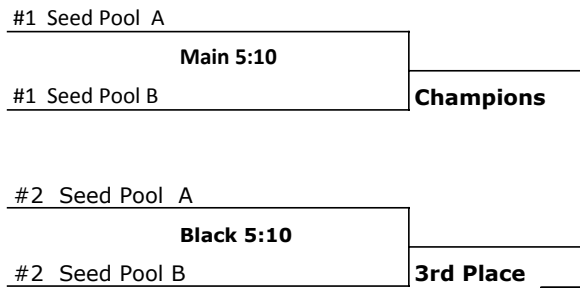 #1 Seed Pool A
Main 5:10
#1 Seed Pool B
Champions
#2 Seed Pool A
Black 5:10
#2 Seed Pool B
3rd Place